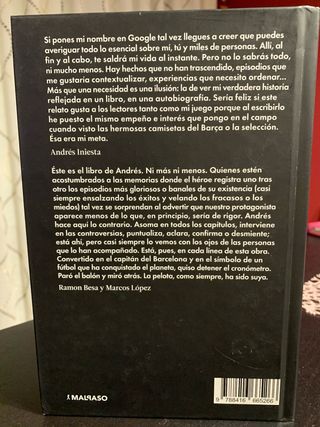 Si pones mi nombre en Google tal vez llegues a creer que puedes
averiguar todo lo esencial sobre mí, tú y miles de personas. Allí, al
fin y al cabo, te saldrá mi vida al instante. Pero no lo sabrás todo,
ni mucho menos. Hay hechos que no han trascendido, episodios que
me gustaría contextualizar, experiencias que necesito ordenar...
Más que una necesidad es una ilusión: la de ver mi verdadera historia
reflejada en un libro, en una autobiografía. Sería feliz si este
relato gusta a los lectores tanto como mi juego porque al escribirlo
he puesto el mismo empeño e interés que pongo en el campo
cuando visto las hermosas camisetas del Barça o la selección.
Ésa era mi meta.
Andrés Iniesta
Éste es el libro de Andrés. Ni más ni menos. Quienes estén
acostumbrados a las memorias donde el héroe registra uno tras
otro los episodios más gloriosos o banales de su existencia (casi
siempre ensalzando los éxitos y velando los fracasos o los
miedos) tal vez se sorprendan al advertir que nuestro protagonista
aparece menos de lo que, en principio, sería de rigor. Andrés
hace aquí lo contrario. Asoma en todos los capítulos, interviene
en las controversias, puntualiza, aclara, confirma o desmiente;
está ahí, pero casi siempre lo vemos con los ojos de las personas
que lo han acompañado. Está, pues, en cada línea de esta obra.
Convertido en el capitán del Barcelona y en el símbolo de un
fútbol que ha conquistado el planeta, quiso detener el cronómetro.
Paró el balón y miró atrás. La pelota, como siempre, ha sido suya.
Ramon Besa y Marcos López
MALPASO
9 788416 665266